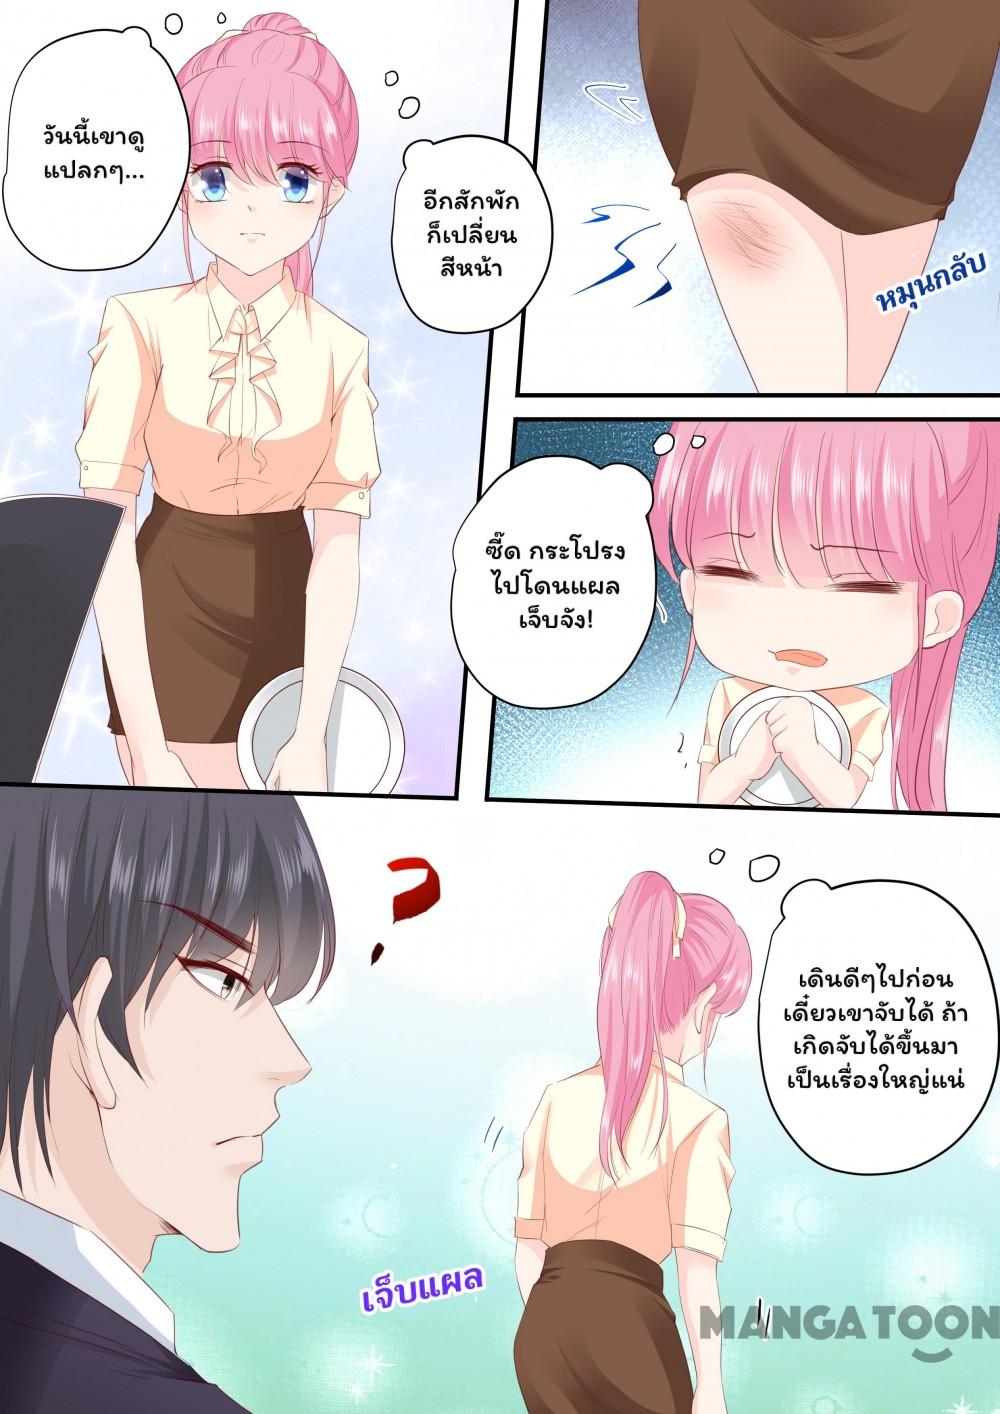 วันนี้เขาดู
แปลกๆ...
อีกสักพัก
ก็เปลี่ยน
สีหน้า
หมุนกลับ
ซี๊ด กระโปรง
ไปโดนแผล
เจ็บจัง!
?
เดินดีๆไปก่อน
เดี๋ยวเขาจับได้ ถ้า
เกิดจับได้ขึ้นมา
เป็นเรื่องใหญ่แน่
เจ็บแผล
MANGATOON